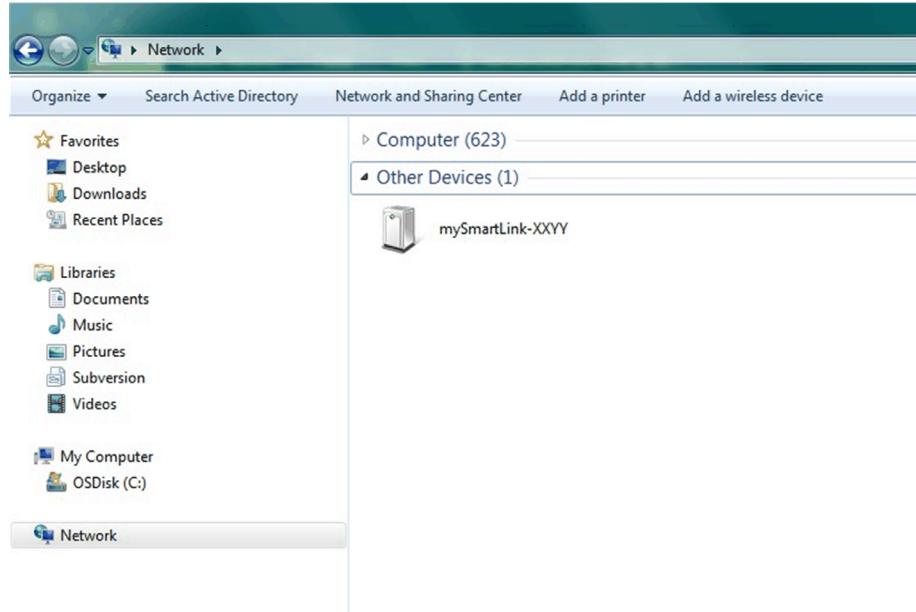 Network
Organize Search Active Directory Network and Sharing Center Add a printer Add a wireless device
Favorites
Desktop
Downloads
Recent Places
Libraries
Documents
Music
Pictures
Subversion
Videos
My Computer
OSDisk (C:)
Network
Computer (623)
Other Devices (1)
mySmartLink-XXYY